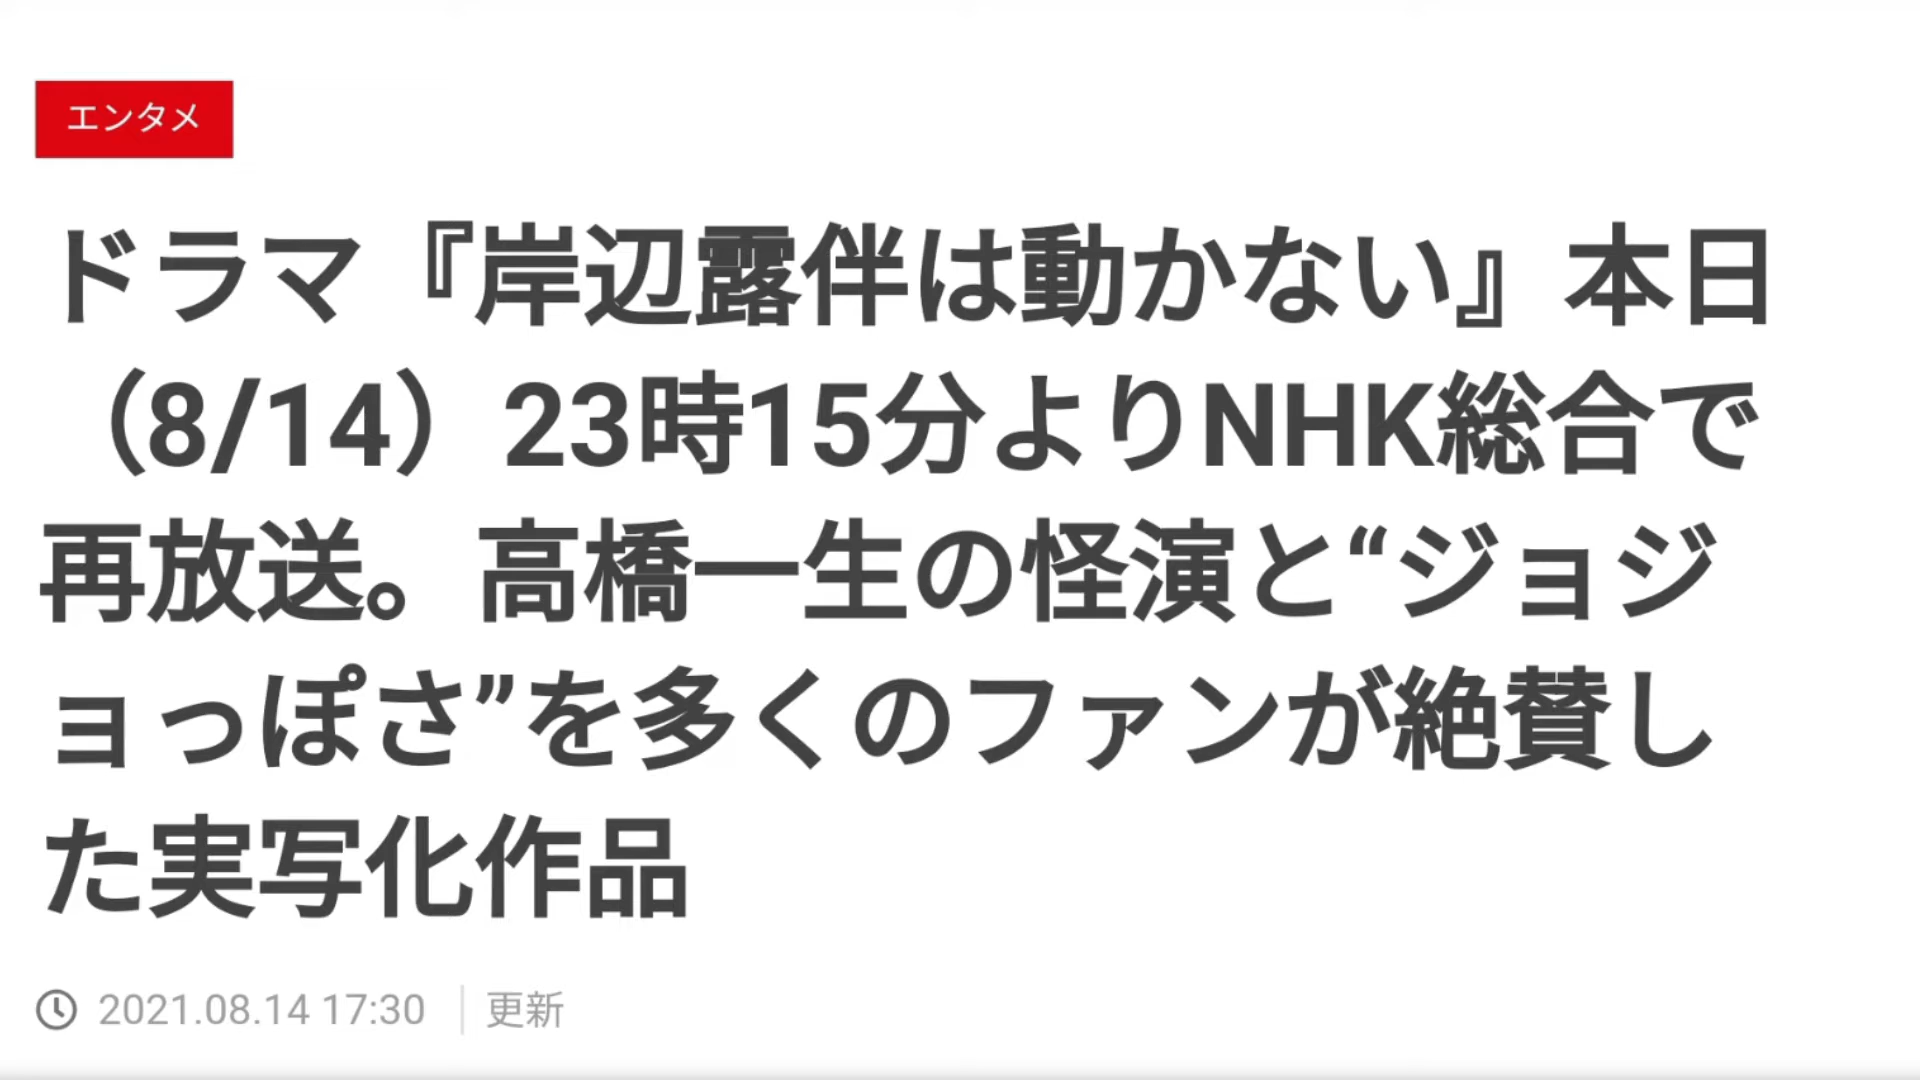 エンタメ
ドラマ『岸辺露伴は動かない』本日
（8/14）23時15分よりNHK総合で
再放送。高橋一生の怪演と“ジョジ
ョっぽさ”を多くのファンが絶賛し
た実写化作品
2021.08.14 17:30 更新